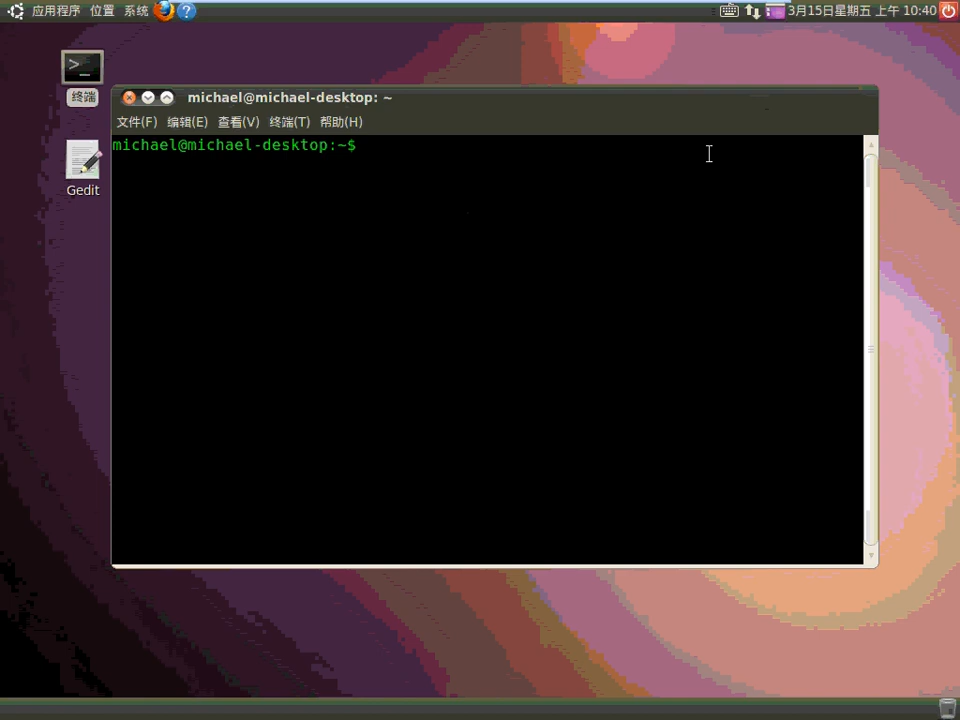 应用程序 位置 系统 3月15日星期五 上午 10:40
终端
Gedit
michael@michael-desktop: ~
文件(F) 编辑(E) 查看(V) 终端(T) 帮助(H)
michael@michael-desktop:~$